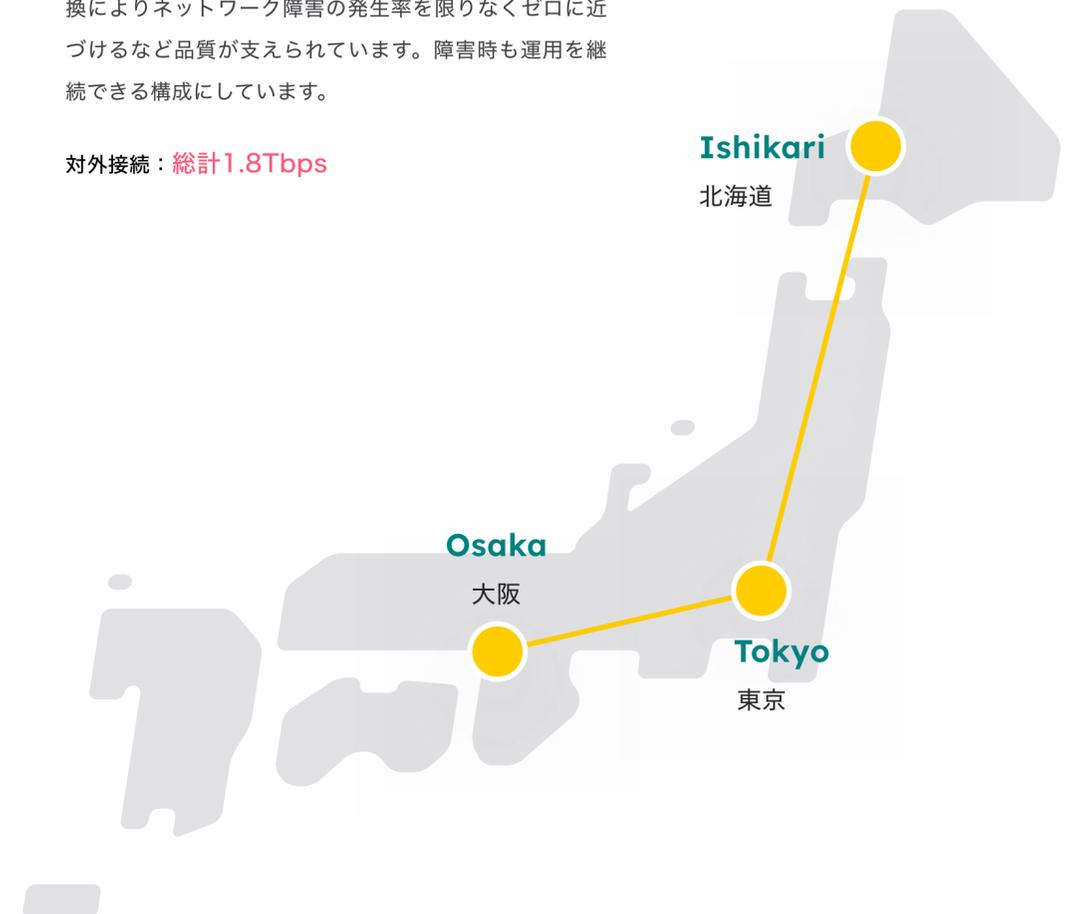 換によりネットワーク障害の発生率を限りなくゼロに近
づけるなど品質が支えられています。障害時も運用を継
続できる構成にしています。
対外接続：総計1.8Tbps
Ishikari
北海道
Osaka
大阪
Tokyo
東京